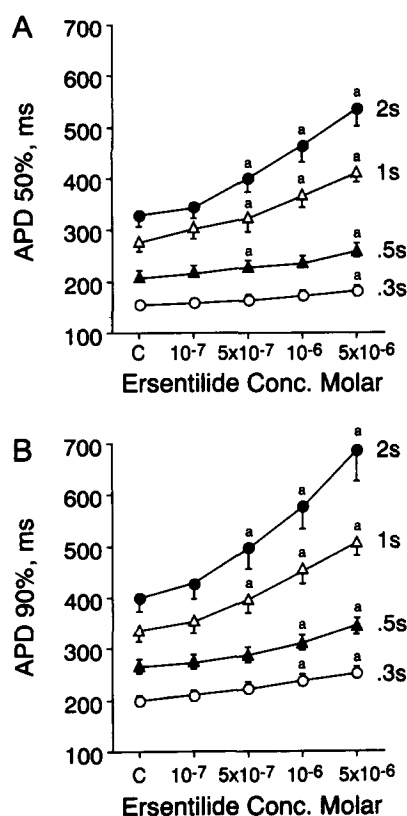 A
700
600
500
400
300
200
100
APD 50%, ms
a a a 2s
a a a 1s
a a .5s
a .3s
C 10⁻⁷ 5x10⁻⁷ 10⁻⁶ 5x10⁻⁶
Ersentilide Conc. Molar
B
700
600
500
400
300
200
100
APD 90%, ms
a a a 2s
a a a 1s
a a .5s
a a .3s
C 10⁻⁷ 5x10⁻⁷ 10⁻⁶ 5x10⁻⁶
Ersentilide Conc. Molar